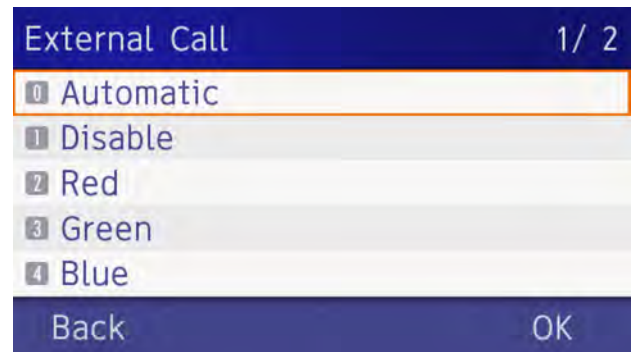 External Call 1/ 2
0 Automatic
1 Disable
2 Red
3 Green
4 Blue
Back OK